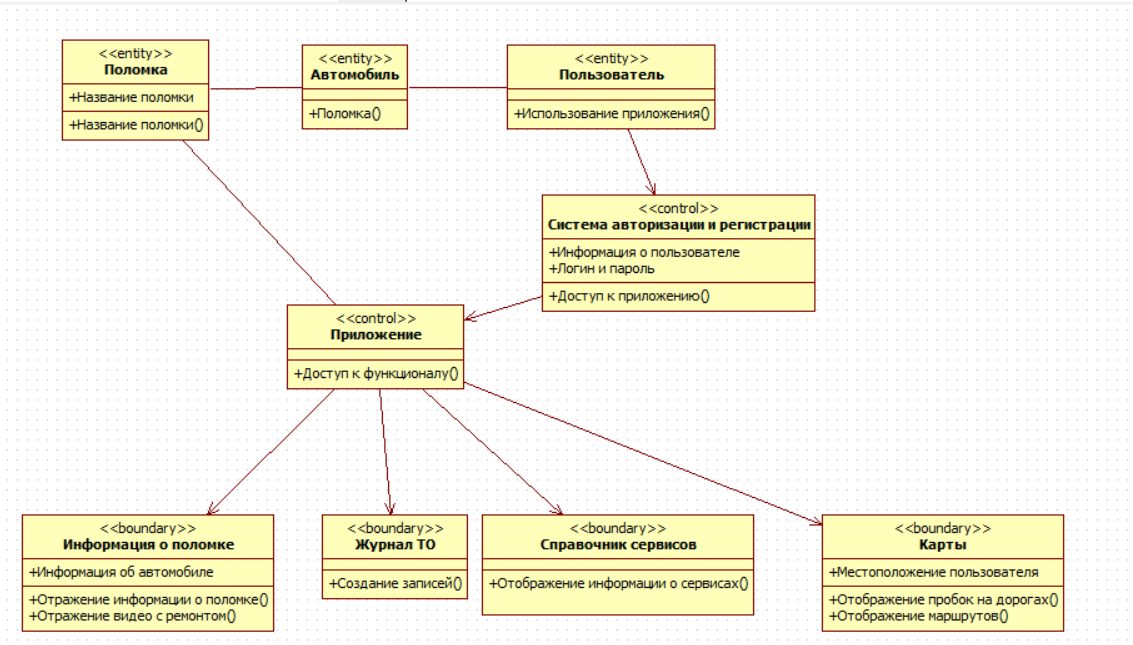 <<entity>>
Поломка
+Название поломки
+Название поломки()
<<entity>>
Автомобиль
+Поломка()
<<entity>>
Пользователь
+Использование приложения()
<<control>>
Система авторизации и регистрации
+Информация о пользователе
+Логин и пароль
+Доступ к приложению()
<<control>>
Приложение
+Доступ к функционалу()
<<boundary>>
Информация о поломке
+Информация об автомобиле
+Отражение информации о поломке()
+Отражение видео с ремонтом()
<<boundary>>
Журнал ТО
+Создание записей()
<<boundary>>
Справочник сервисов
+Отображение информации о сервисах()
<<boundary>>
Карты
+Местоположение пользователя
+Отображение пробок на дорогах()
+Отображение маршрутов()